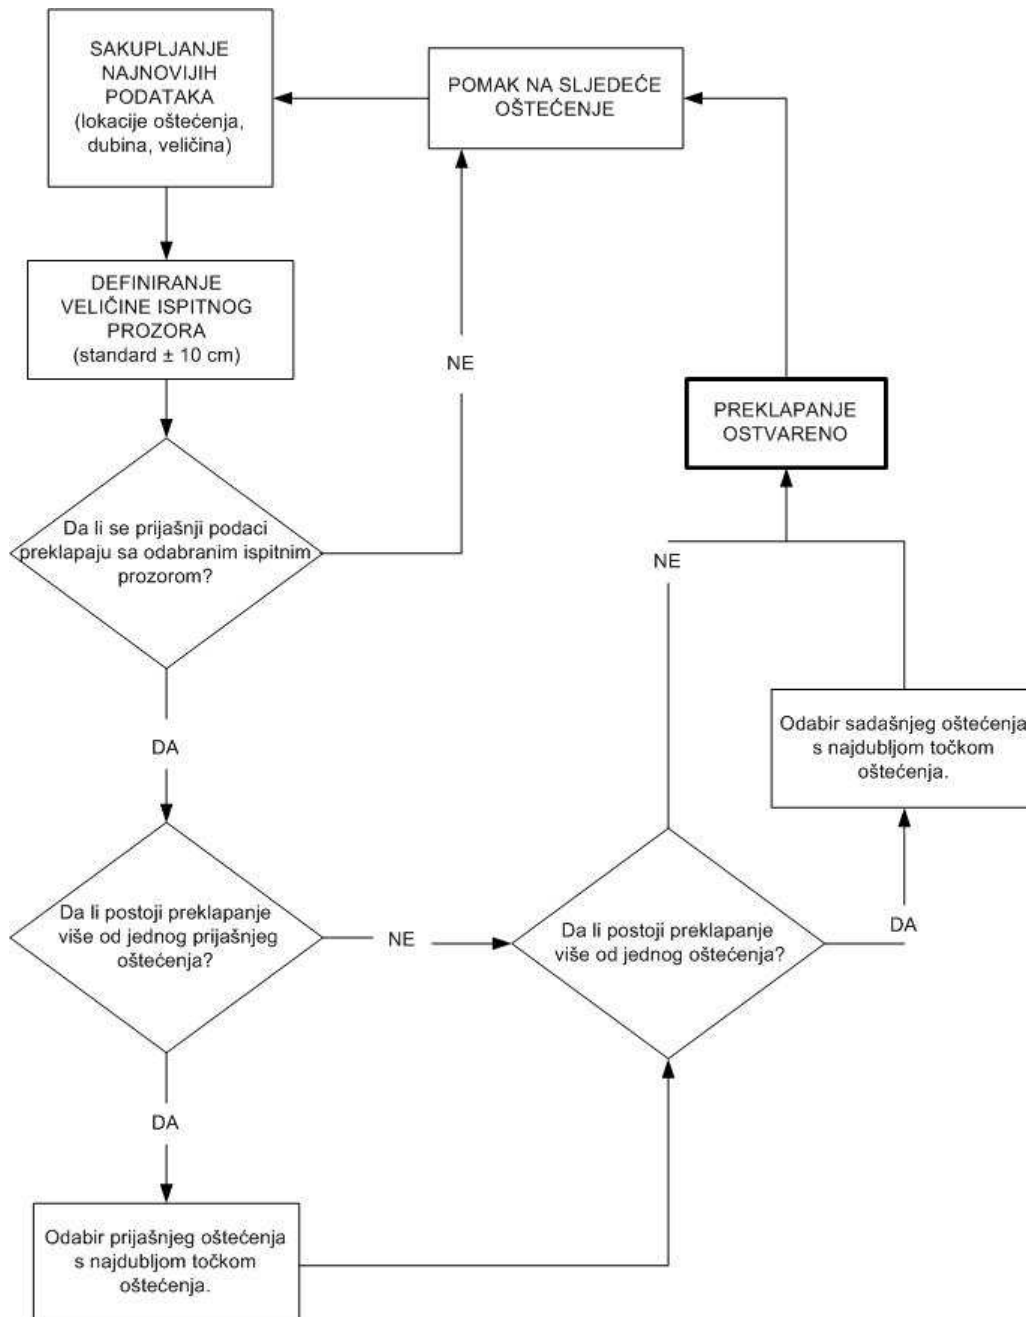 SAKUPLJANJE
NAJNOVIJIH
PODATAKA
(lokacije oštećenja,
dubina, veličina)
POMAK NA SLJEDEĆE
OŠTEĆENJE
DEFINIRANJE
VELIČINE ISPITNOG
PROZORA
(standard ± 10 cm)
NE
PREKLAPANJE
OSTVARENO
Da li se prijašnji podaci
preklapaju sa odabranim ispitnim
prozorom?
NE
DA
Odabir sadašnjeg oštećenja
s najdubljom točkom
oštećenja.
Da li postoji preklapanje
više od jednog prijašnjeg
oštećenja?
NE
Da li postoji preklapanje
više od jednog oštećenja?
DA
DA
Odabir prijašnjeg oštećenja
s najdubljom točkom
oštećenja.